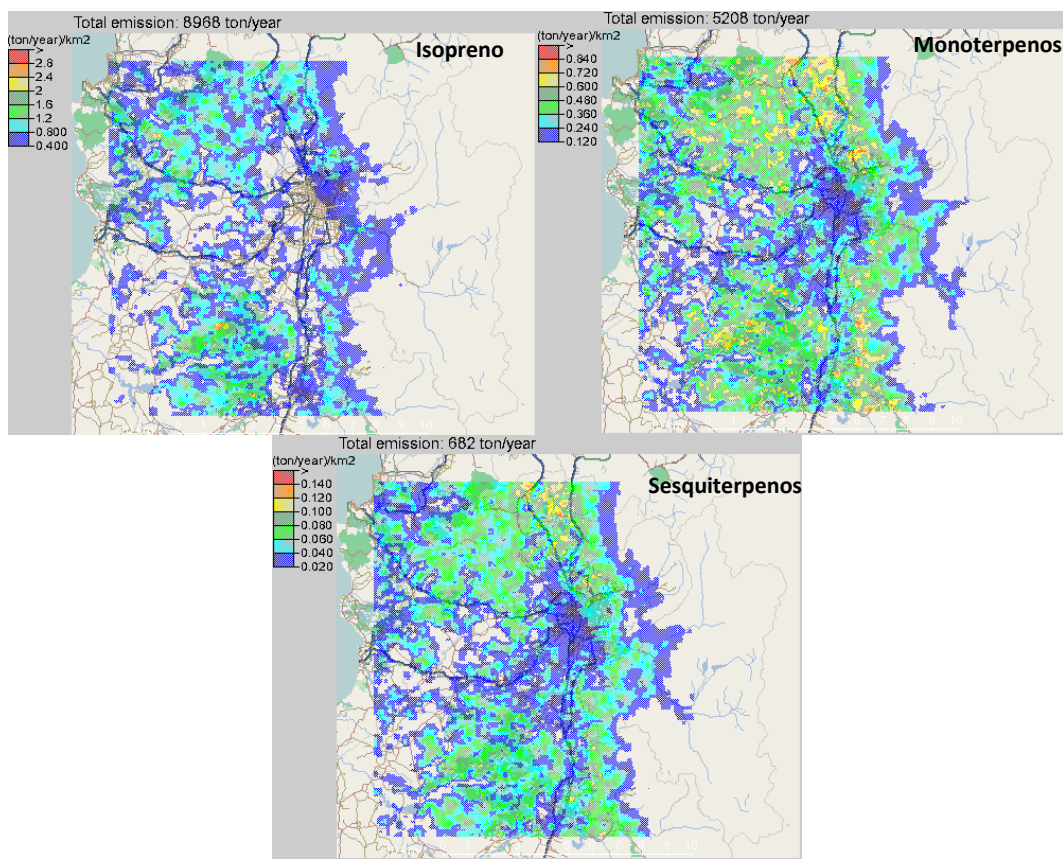 Total emission: 8968 ton/year
(ton/year)/km2
Isopreno
>
2.8
2.4
2
1.6
1.2
0.800
0.400
Total emission: 5208 ton/year
(ton/year)/km2
Monoterpenos
>
0.840
0.720
0.600
0.480
0.360
0.240
0.120
Total emission: 682 ton/year
(ton/year)/km2
Sesquiterpenos
>
0.140
0.120
0.100
0.080
0.060
0.040
0.020